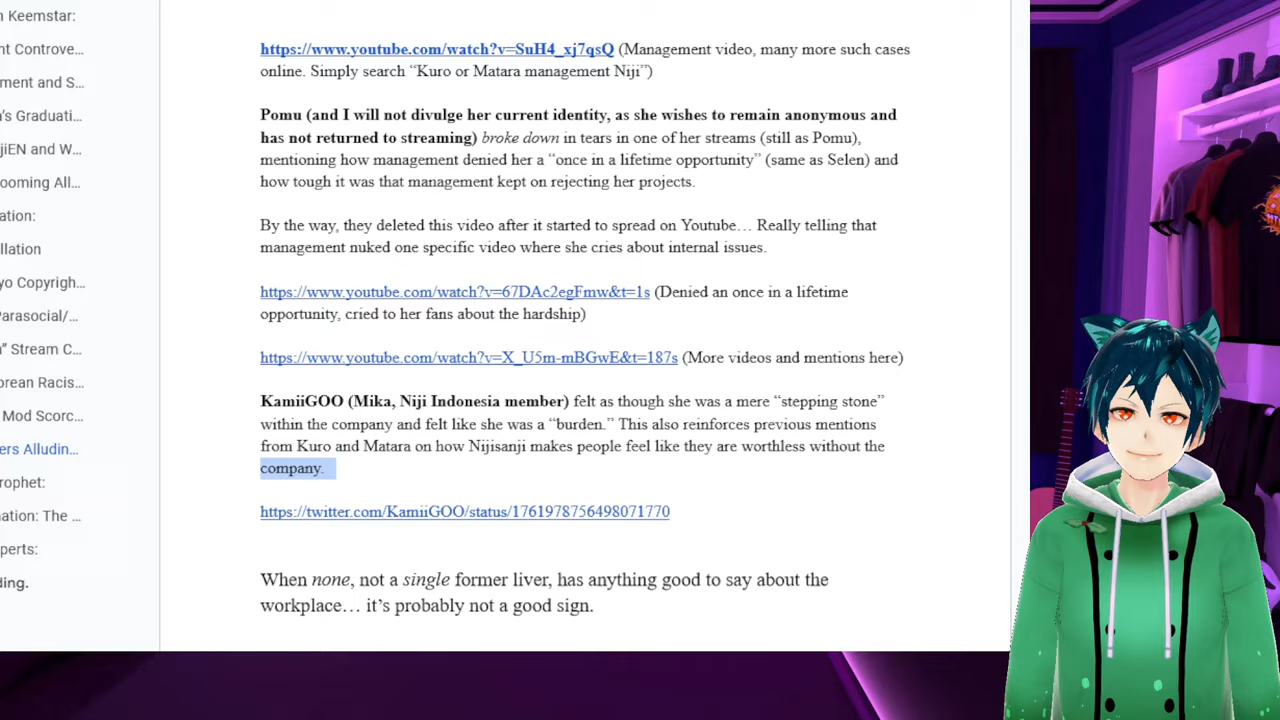 n Keemstar:
nt Controve...
ment and S...
a's Graduati...
jiEN and W...
ooming All...
ation:
llation
yo Copyrigh...
Parasocial/...
" Stream C...
orean Racis...
Mod Scorc...
ers Alludin...
rophet:
nation: The ...
xperts:
ding.
https://www.youtube.com/watch?v=SuH4_xj7qsQ (Management video, many more such cases
online. Simply search “Kuro or Matara management Niji”)
Pomu (and I will not divulge her current identity, as she wishes to remain anonymous and
has not returned to streaming) broke down in tears in one of her streams (still as Pomu),
mentioning how management denied her a “once in a lifetime opportunity” (same as Selen) and
how tough it was that management kept on rejecting her projects.
By the way, they deleted this video after it started to spread on Youtube… Really telling that
management nuked one specific video where she cries about internal issues.
https://www.youtube.com/watch?v=67DAc2egFmw&t=1s (Denied an once in a lifetime
opportunity, cried to her fans about the hardship)
https://www.youtube.com/watch?v=X_U5m-mBGwE&t=187s (More videos and mentions here)
KamiiGOO (Mika, Niji Indonesia member) felt as though she was a mere “stepping stone”
within the company and felt like she was a “burden.” This also reinforces previous mentions
from Kuro and Matara on how Nijisanji makes people feel like they are worthless without the
company.
https://twitter.com/KamiiGOO/status/1761978756498071770
When none, not a single former liver, has anything good to say about the
workplace… it’s probably not a good sign.